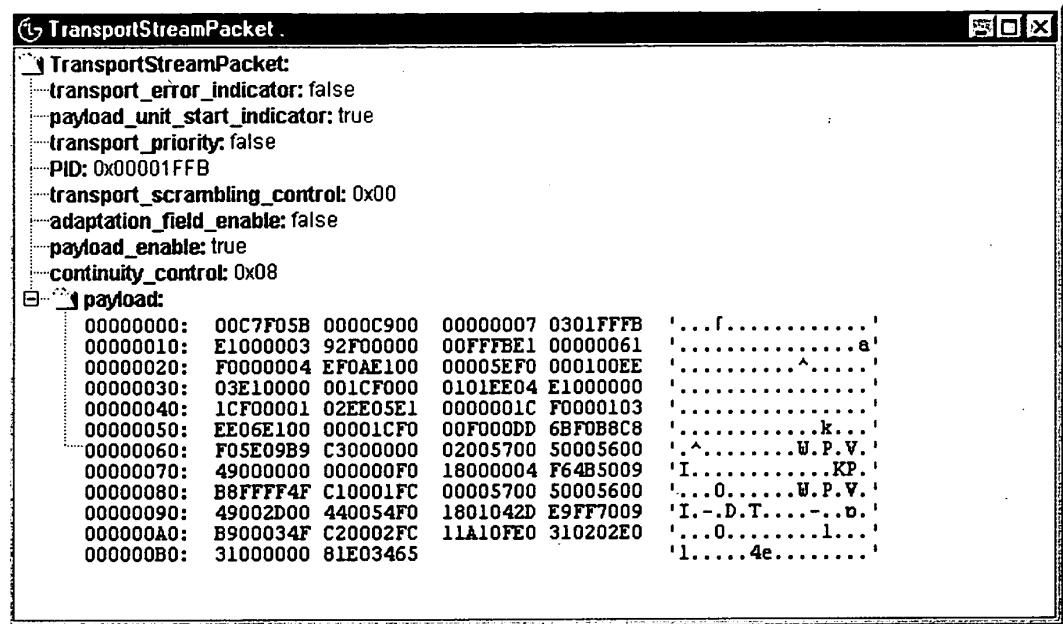 TransportStreamPacket .
TransportStreamPacket:
transport_error_indicator: false
payload_unit_start_indicator: true
transport_priority: false
PID: 0x00001FFB
transport_scrambling_control: 0x00
adaptation_field_enable: false
payload_enable: true
continuity_control: 0x08
payload:
00000000: 00C7F05B 0000C900 00000007 0301FFFB '...[............'
00000010: E1000003 92F00000 00FFFBE1 00000061 '...............a'
00000020: F0000004 EF0AE100 00005EF0 000100EE '..........^.....'
00000030: 03E10000 001CF000 0101EE04 E1000000 '................'
00000040: 1CF00001 02EE05E1 0000001C F0000103 '................'
00000050: EE06E100 00001CF0 00F000DD 6BF0B8C8 '............k...'
00000060: F05E09B9 C3000000 02005700 50005600 '.^........W.P.V.'
00000070: 49000000 000000F0 18000004 F64B5009 'I............KP.'
00000080: B8FFFF4F C10001FC 00005700 50005600 '...O......W.P.V.'
00000090: 49002D00 440054F0 1801042D E9FF7009 'I.-.D.T....-..p.'
000000A0: B900034F C20002FC 11A10FE0 310202E0 '...O........1...'
000000B0: 31000000 81E03465 '1.....4e........'